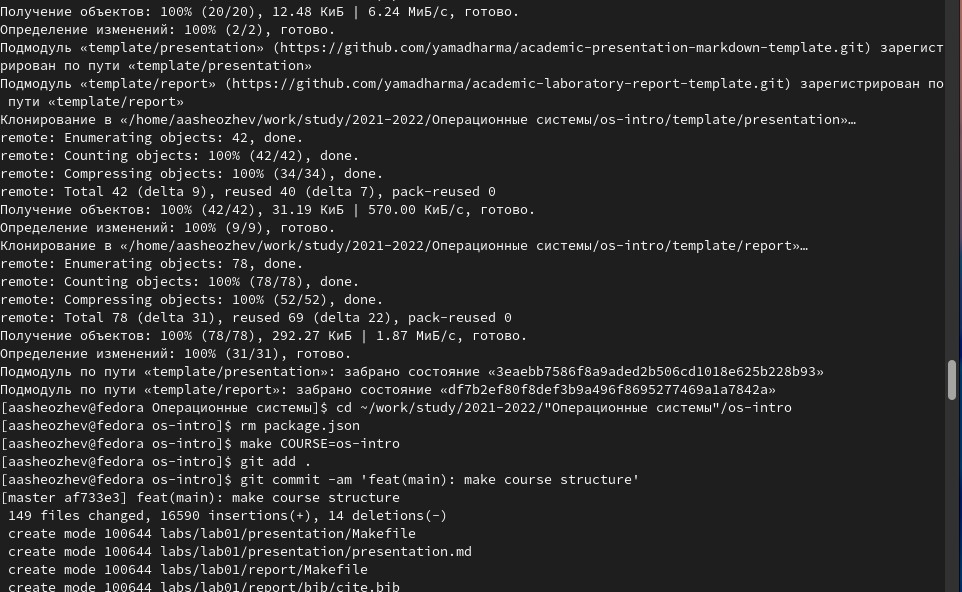 Получение объектов: 100% (20/20), 12.48 КиБ | 6.24 МиБ/с, готово.
Определение изменений: 100% (2/2), готово.
Подмодуль «template/presentation» (https://github.com/yamadharma/academic-presentation-markdown-template.git) зарегист
рирован по пути «template/presentation»
Подмодуль «template/report» (https://github.com/yamadharma/academic-laboratory-report-template.git) зарегистрирован по
 пути «template/report»
Клонирование в «/home/aasheozhev/work/study/2021-2022/Операционные системы/os-intro/template/presentation»…
remote: Enumerating objects: 42, done.
remote: Counting objects: 100% (42/42), done.
remote: Compressing objects: 100% (34/34), done.
remote: Total 42 (delta 9), reused 40 (delta 7), pack-reused 0
Получение объектов: 100% (42/42), 31.19 КиБ | 570.00 КиБ/с, готово.
Определение изменений: 100% (9/9), готово.
Клонирование в «/home/aasheozhev/work/study/2021-2022/Операционные системы/os-intro/template/report»…
remote: Enumerating objects: 78, done.
remote: Counting objects: 100% (78/78), done.
remote: Compressing objects: 100% (52/52), done.
remote: Total 78 (delta 31), reused 69 (delta 22), pack-reused 0
Получение объектов: 100% (78/78), 292.27 КиБ | 1.87 МиБ/с, готово.
Определение изменений: 100% (31/31), готово.
Подмодуль по пути «template/presentation»: забрано состояние «3eaebb7586f8a9aded2b506cd1018e625b228b93»
Подмодуль по пути «template/report»: забрано состояние «df7b2ef80f8def3b9a496f8695277469a1a7842a»
[aasheozhev@fedora Операционные системы]$ cd ~/work/study/2021-2022/"Операционные системы"/os-intro
[aasheozhev@fedora os-intro]$ rm package.json
[aasheozhev@fedora os-intro]$ make COURSE=os-intro
[aasheozhev@fedora os-intro]$ git add .
[aasheozhev@fedora os-intro]$ git commit -am 'feat(main): make course structure'
[master af733e3] feat(main): make course structure
 149 files changed, 16590 insertions(+), 14 deletions(-)
 create mode 100644 labs/lab01/presentation/Makefile
 create mode 100644 labs/lab01/presentation/presentation.md
 create mode 100644 labs/lab01/report/Makefile
 create mode 100644 labs/lab01/report/bib/cite.bib